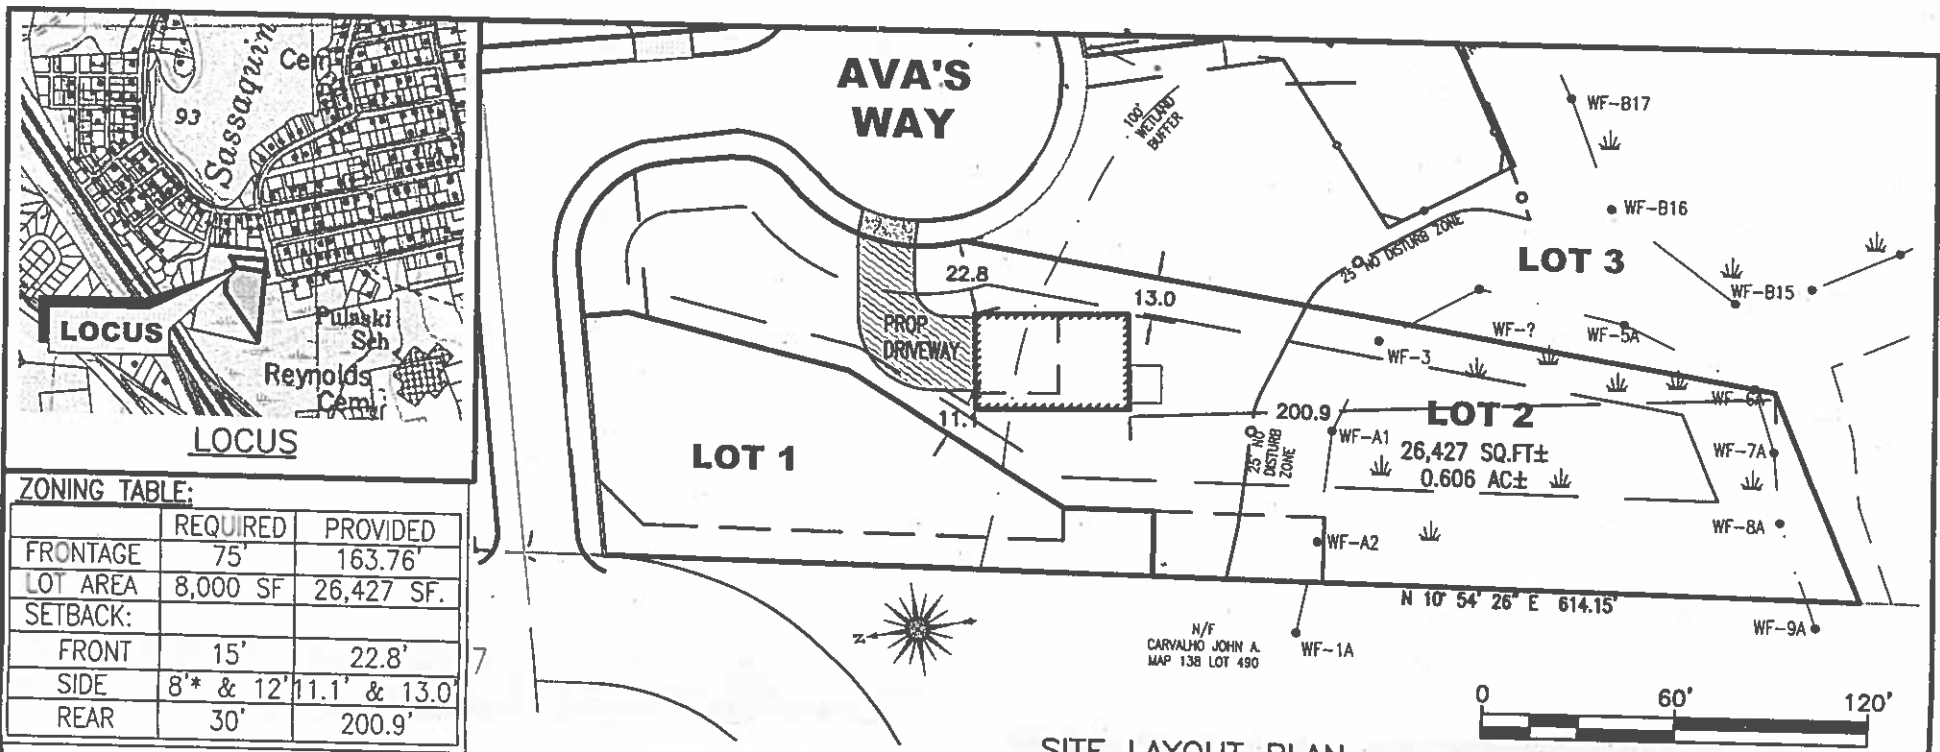 Sassaquin
Cem
93
LOCUS
Pulaski
Sch
Reynolds
Cem
LOCUS
ZONING TABLE:
REQUIRED PROVIDED
FRONTAGE 75' 163.76'
LOT AREA 8,000 SF 26,427 SF.
SETBACK:
FRONT 15' 22.8'
SIDE 8'* & 12' 11.1' & 13.0'
REAR 30' 200.9'
7
AVA'S
WAY
100'
WETLAND
BUFFER
22.8
13.0
PROP
DRIVEWAY
11.1
LOT 1
25' NO DISTURB ZONE
LOT 3
WF-B17
WF-B16
WF-B15
WF-?
WF-5A
WF-3
WF-6A
200.9
LOT 2
26,427 SQ.FT±
0.606 AC±
25' NO
DISTURB
ZONE
WF-A1
WF-7A
WF-8A
WF-A2
N 10° 54' 26" E 614.15'
WF-9A
WF-1A
N/F
CARVALHO JOHN A.
MAP 138 LOT 490
Z
0 60' 120'
SITE LAYOUT PLAN